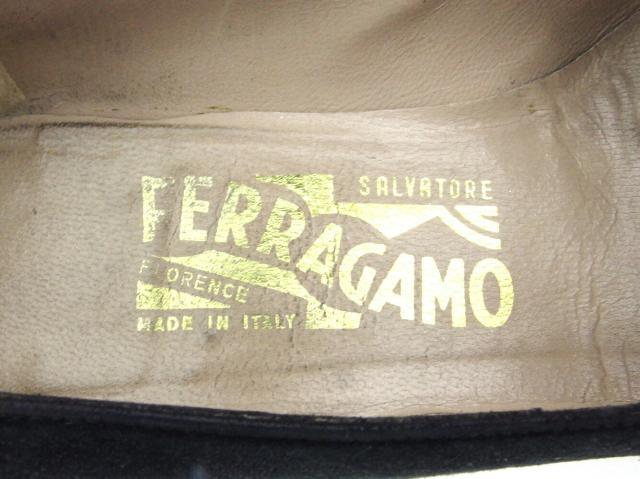 SALVATORE
FERRAGAMO
FLORENCE
MADE IN ITALY